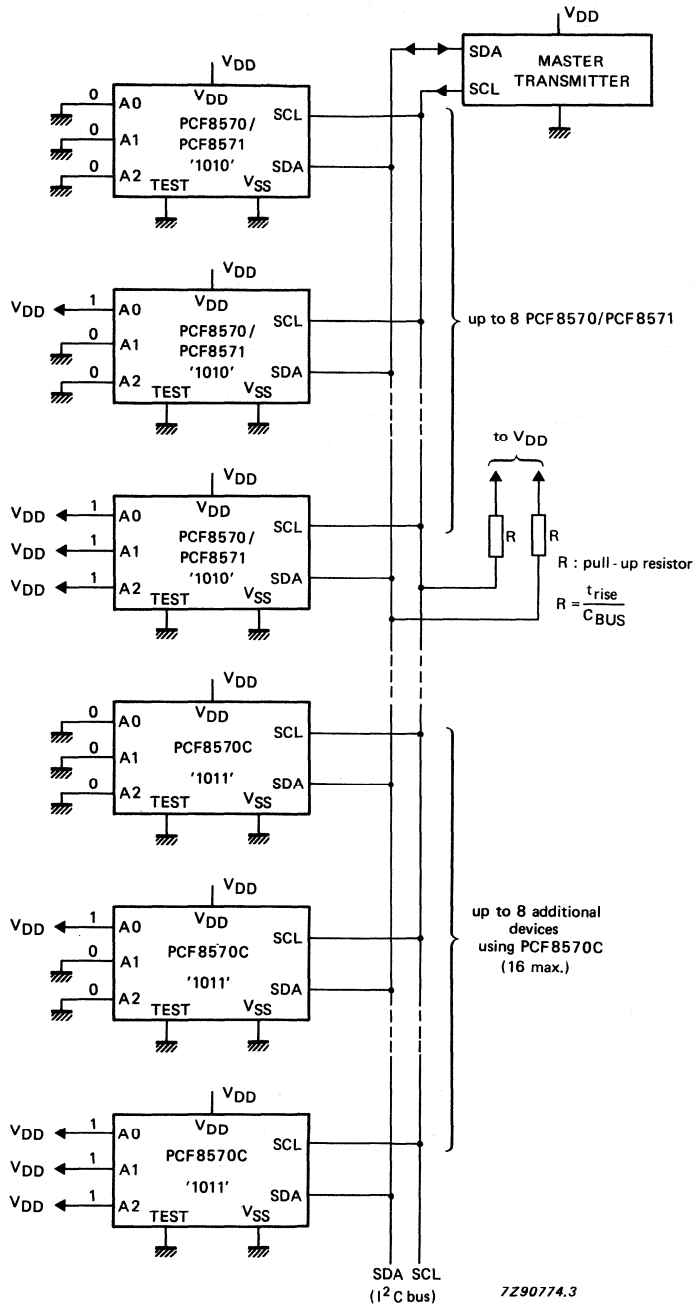 VDD
SDA
MASTER
TRANSMITTER
SCL
VDD
0 A0
VDD
SCL
PCF8570/
PCF8571
'1010'
0 A1
SDA
0 A2
TEST
VSS
VDD
VDD 1 A0
VDD
SCL
PCF8570/
PCF8571
'1010'
0 A1
SDA
0 A2
TEST
VSS
up to 8 PCF8570/PCF8571
to VDD
R
R
R : pull-up resistor
R = trise
CBUS
VDD
VDD 1 A0
VDD
SCL
PCF8570/
PCF8571
'1010'
VDD 1 A1
SDA
VDD 1 A2
TEST
VSS
VDD
0 A0
VDD
SCL
PCF8570C
'1011'
0 A1
SDA
0 A2
TEST
VSS
VDD
VDD 1 A0
VDD
SCL
PCF8570C
'1011'
0 A1
SDA
0 A2
TEST
VSS
up to 8 additional
devices
using PCF8570C
(16 max.)
VDD
VDD 1 A0
VDD
SCL
PCF8570C
'1011'
VDD 1 A1
SDA
VDD 1 A2
TEST
VSS
SDA SCL
(I²C bus)
7Z90774.3